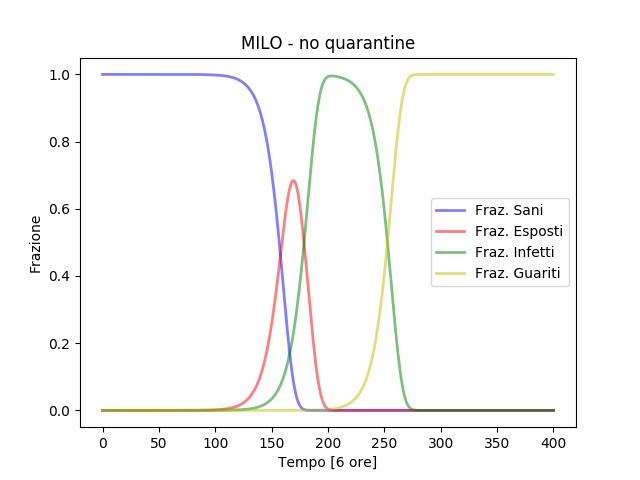 MILO - no quarantine
1.0
0.8
0.6
0.4
0.2
0.0
Frazione
Fraz. Sani
Fraz. Esposti
Fraz. Infetti
Fraz. Guariti
0 50 100 150 200 250 300 350 400
Tempo [6 ore]